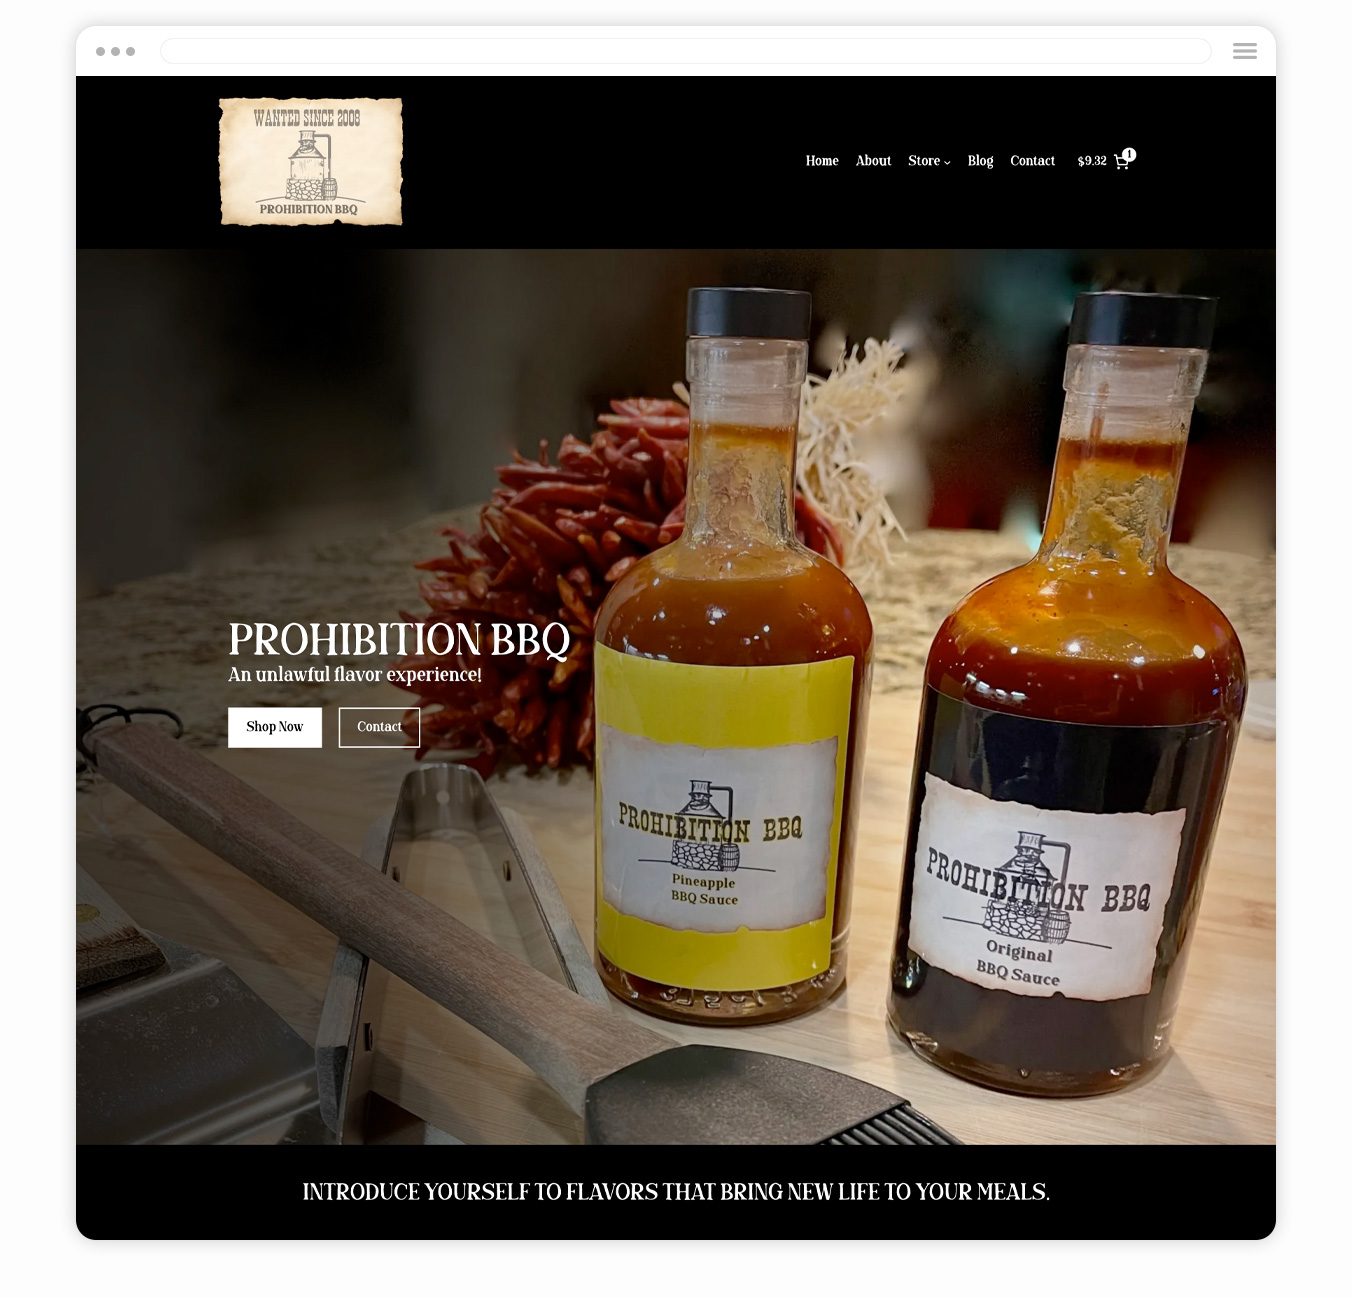 WANTED SINCE 2008
PROHIBITION BBQ
Home About Store Blog Contact $9.32 1
PROHIBITION BBQ
An unlawful flavor experience!
Shop Now Contact
PROHIBITION BBQ
Pineapple
BBQ Sauce
PROHIBITION BBQ
Original
BBQ Sauce
INTRODUCE YOURSELF TO FLAVORS THAT BRING NEW LIFE TO YOUR MEALS.